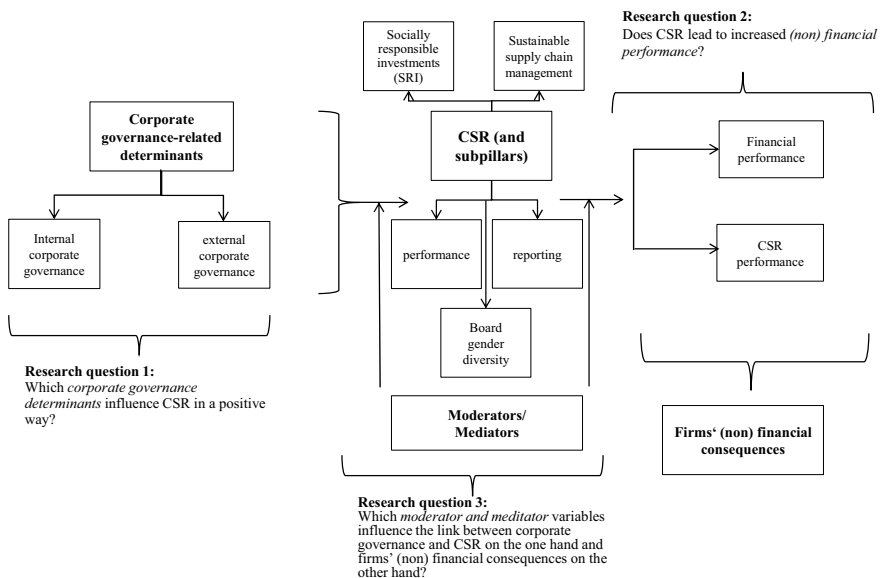 Corporate
governance-related
determinants
Internal
corporate
governance
external
corporate
governance
Research question 1:
Which corporate governance
determinants influence CSR in a positive
way?
Socially
responsible
investments
(SRI)
Sustainable
supply chain
management
CSR (and
subpillars)
performance
reporting
Board
gender
diversity
Moderators/
Mediators
Research question 3:
Which moderator and meditator variables
influence the link between corporate
governance and CSR on the one hand and
firms’ (non) financial consequences on the
other hand?
Research question 2:
Does CSR lead to increased (non) financial
performance?
Financial
performance
CSR
performance
Firms‘ (non) financial
consequences